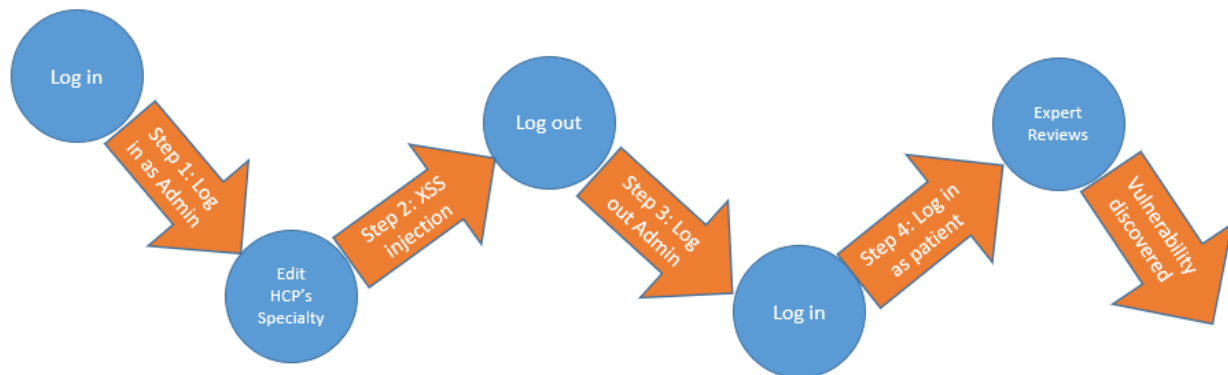 Log in
Step 1: Log
in as Admin
Edit
HCP's
Specialty
Step 2: XSS
injection
Log out
Step 3: Log
out Admin
Log in
Step 4: Log in
as patient
Expert
Reviews
Vulnerability
discovered